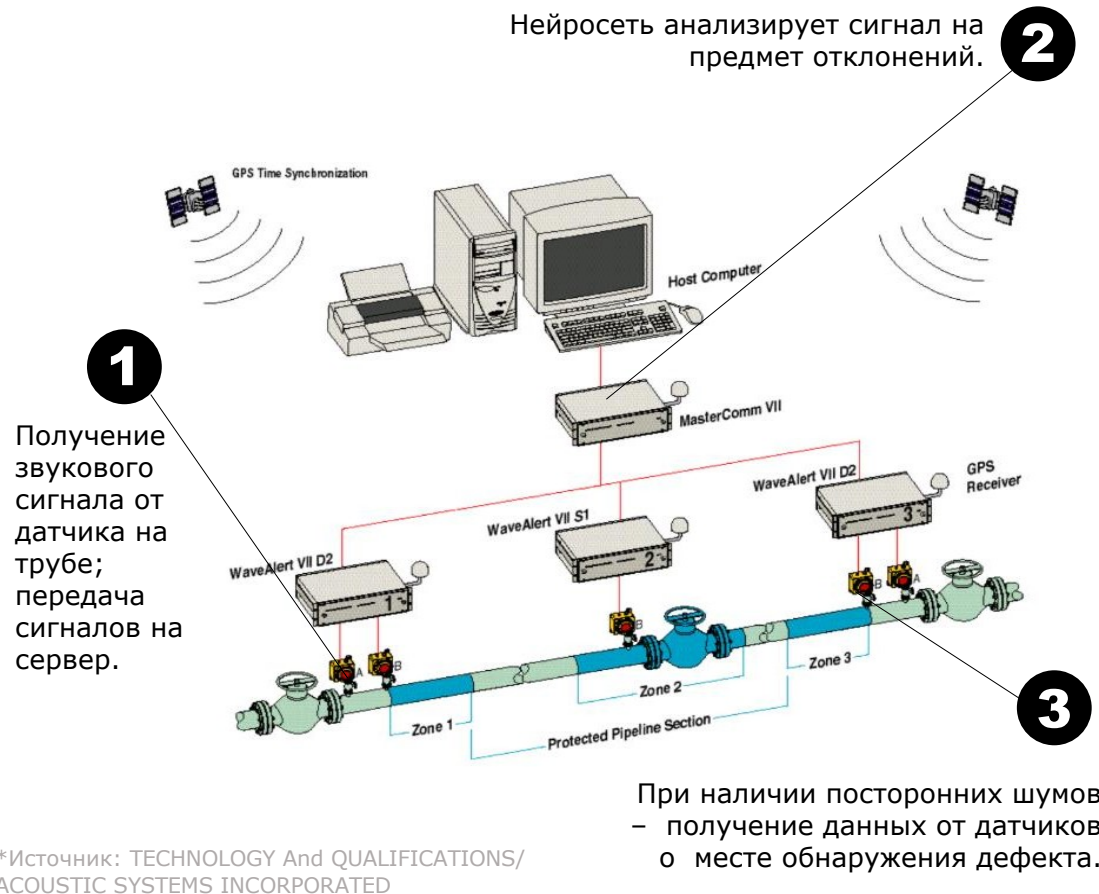 Нейросеть анализирует сигнал на
предмет отклонений.
2
GPS Time Synchronization
Host Computer
1
MasterComm VII
Получение
звукового
сигнала от
датчика на
трубе;
передача
сигналов на
сервер.
WaveAlert VII D2
GPS
Receiver
3
WaveAlert VII S1
2
WaveAlert VII D2
1
B
A
B
A
B
Zone 3
Zone 2
Zone 1
Protected Pipeline Section
3
При наличии посторонних шумов
– получение данных от датчиков
о места обнаружения дефекта.
*Источник: TECHNOLOGY And QUALIFICATIONS/
ACOUSTIC SYSTEMS INCORPORATED